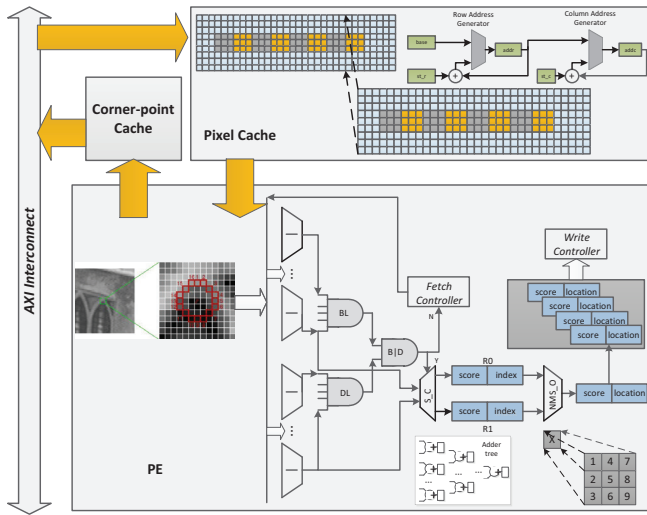 Row Address
Generator
Column Address
Generator
base
addr
addc
st_r
st_c
+
+
Pixel Cache
Corner-point
Cache
AXI Interconnect
Write
Controller
Fetch
Controller
score location
score location
score location
score location
BL
N
B|D
Y
R0
score index
S_C
NMS_O
score location
DL
score index
R1
Adder
tree
X
PE
1 4 7
2 5 8
3 6 9